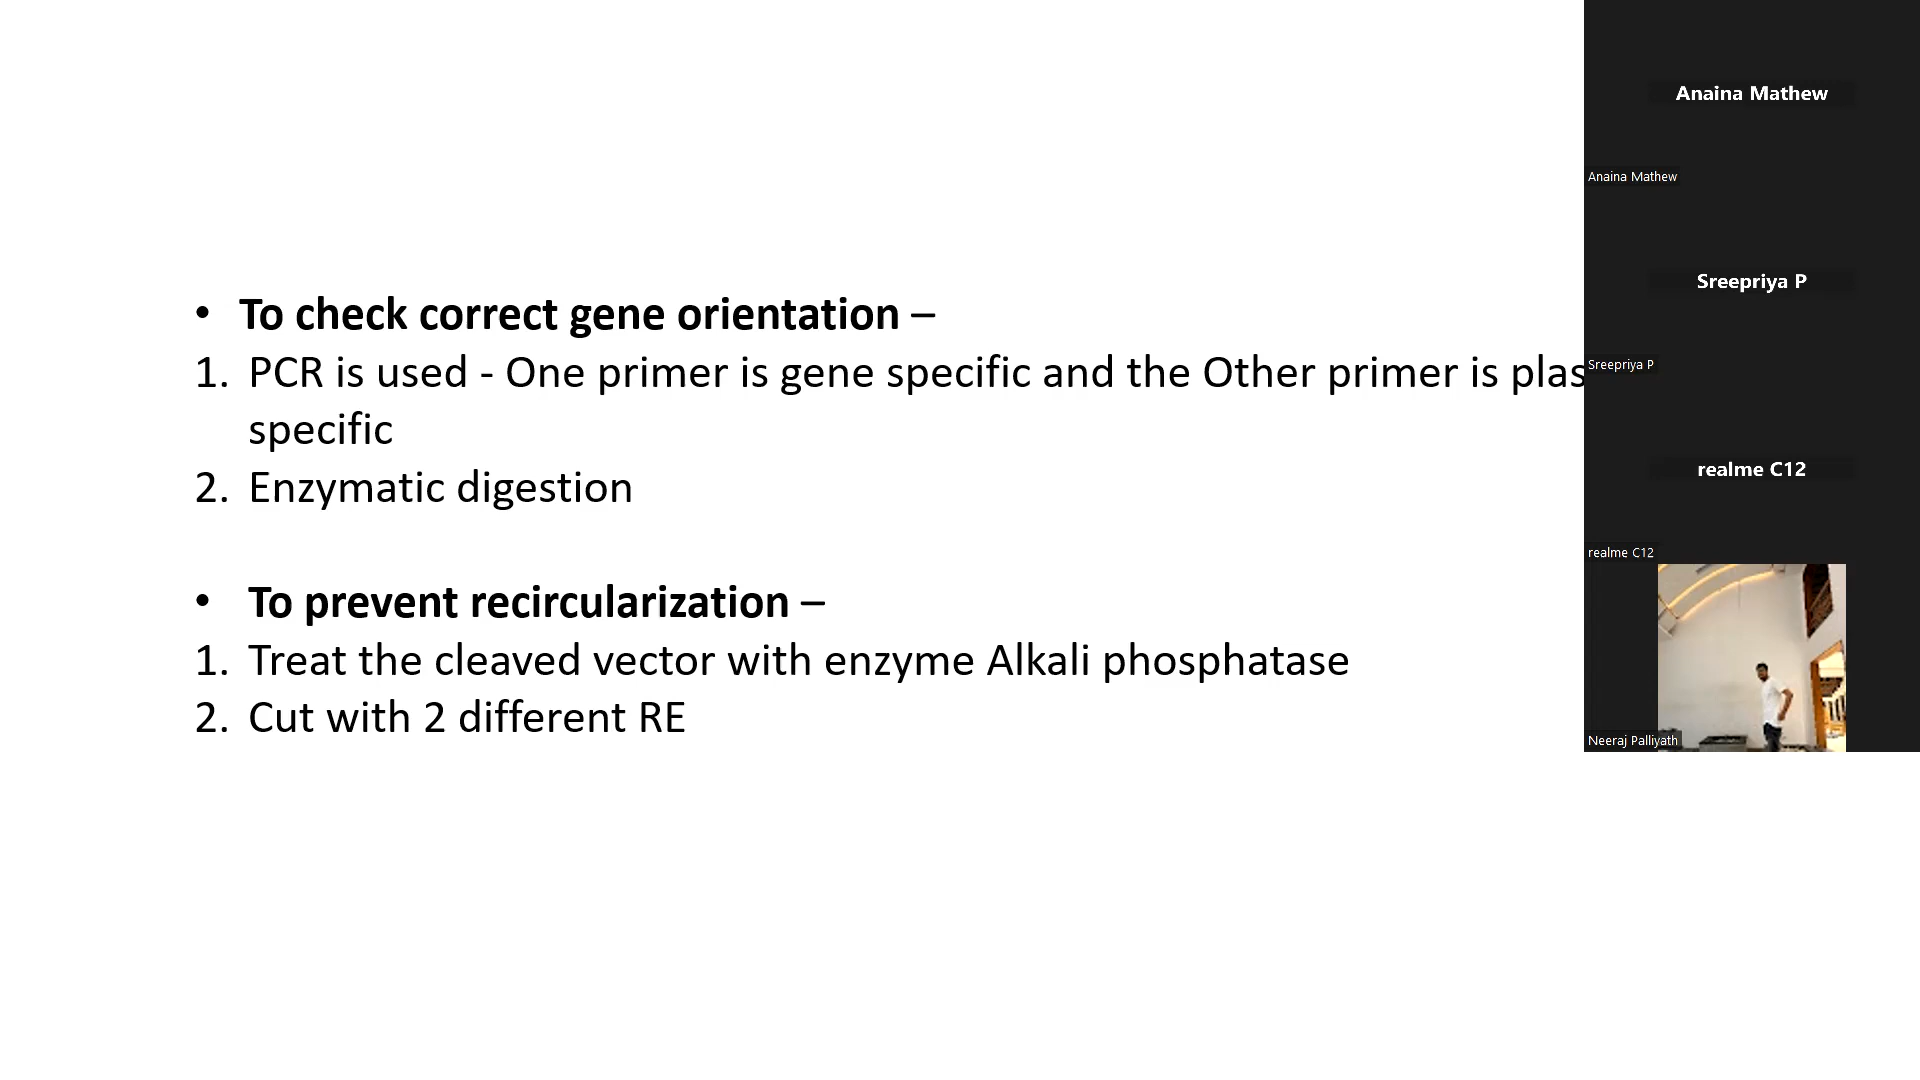 • To check correct gene orientation –
1. PCR is used - One primer is gene specific and the Other primer is plas
specific
2. Enzymatic digestion
• To prevent recircularization –
1. Treat the cleaved vector with enzyme Alkali phosphatase
2. Cut with 2 different RE
Anaina Mathew
Anaina Mathew
Sreepriya P
Sreepriya P
realme C12
realme C12
Neeraj Palliyath